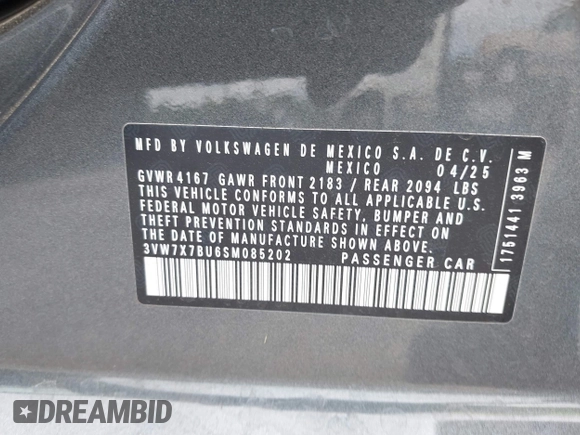 MFD BY VOLKSWAGEN DE MEXICO S.A. DE C.V.
MEXICO 04/25
GVWR 4167 GAWR FRONT 2183 / REAR 2094 LBS
THIS VEHICLE CONFORMS TO ALL APPLICABLE U.S.
FEDERAL MOTOR VEHICLE SAFETY, BUMPER AND
THEFT PREVENTION STANDARDS IN EFFECT ON
THE DATE OF MANUFACTURE SHOWN ABOVE.
3VW7X7BU6SM085202 PASSENGER CAR
1751441 3903 M
DREAMBID